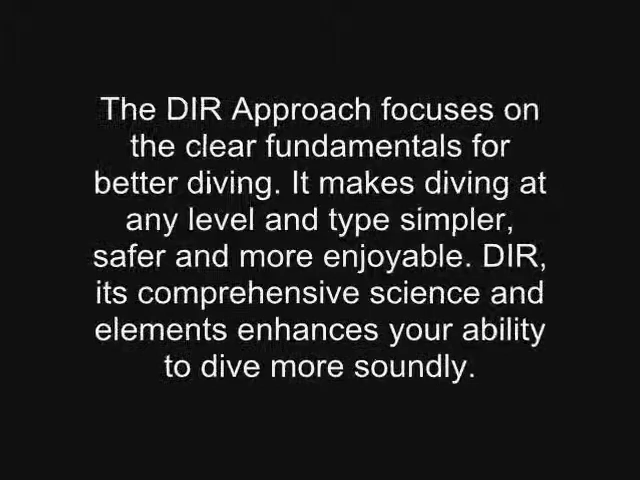 The DIR Approach focuses on
the clear fundamentals for
better diving. It makes diving at
any level and type simpler,
safer and more enjoyable. DIR,
its comprehensive science and
elements enhances your ability
to dive more soundly.